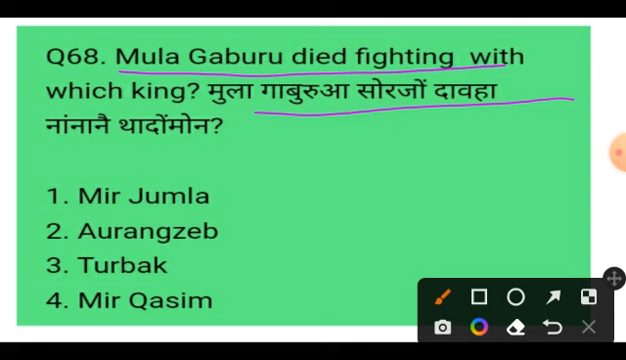 Q68. Mula Gaburu died fighting with
which king? मुला गाबुरुआ सोरजों दावहा
नांनानै थादोंमोन?
1. Mir Jumla
2. Aurangzeb
3. Turbak
4. Mir Qasim